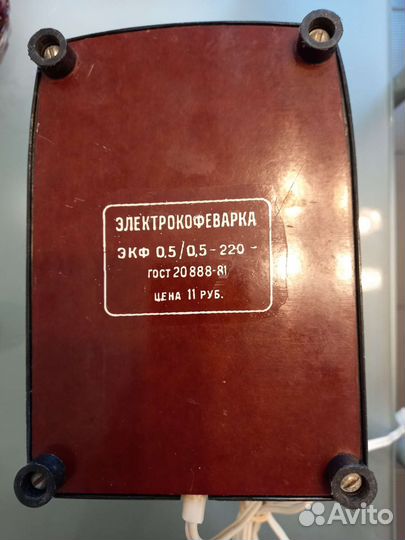 ЭЛЕКТРОКОФЕВАРКА
ЭКФ 0,5/0,5-220~
ГОСТ 20888-81
ЦЕНА 11 РУБ.
Avito